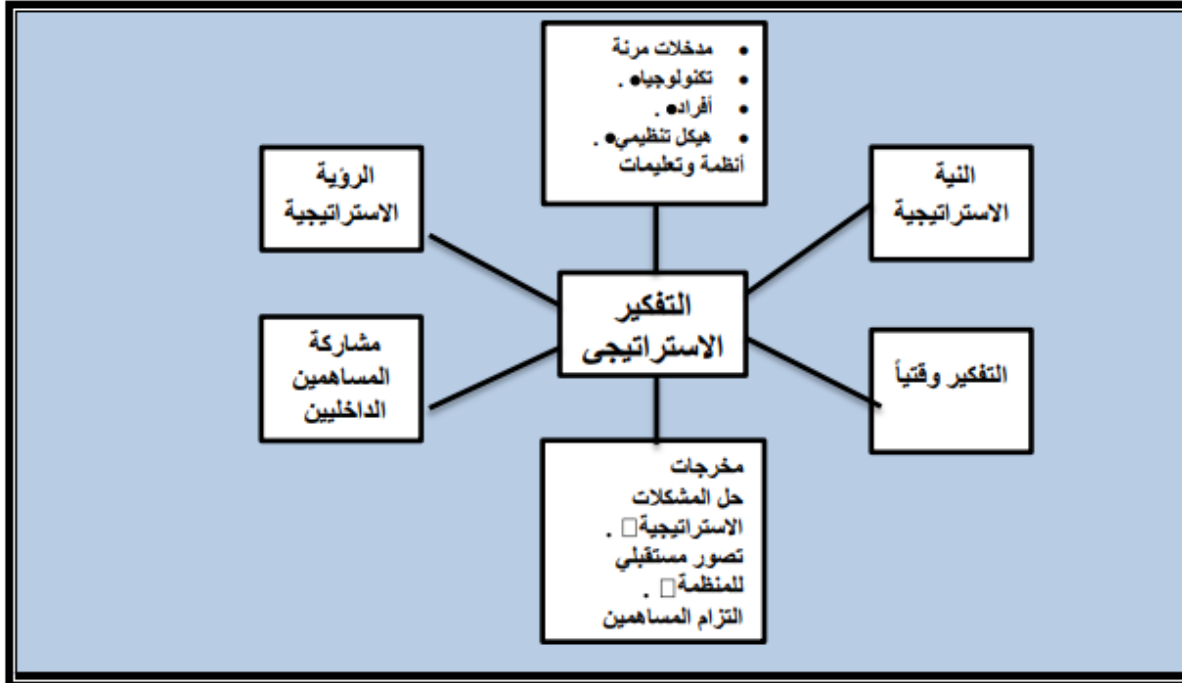 • مدخلات مرنة
• تكنولوجيا● .
• أفراد● .
• هيكل تنظيمي● .
أنظمة وتعليمات
النية
الاستراتيجية
الرؤية
الاستراتيجية
التفكير
الاستراتيجى
مشاركة
المساهمين
الداخليين
التفكير وقتياً
مخرجات
حل المشكلات
الاستراتيجية□ .
تصور مستقبلي
للمنظمة□ .
التزام المساهمين